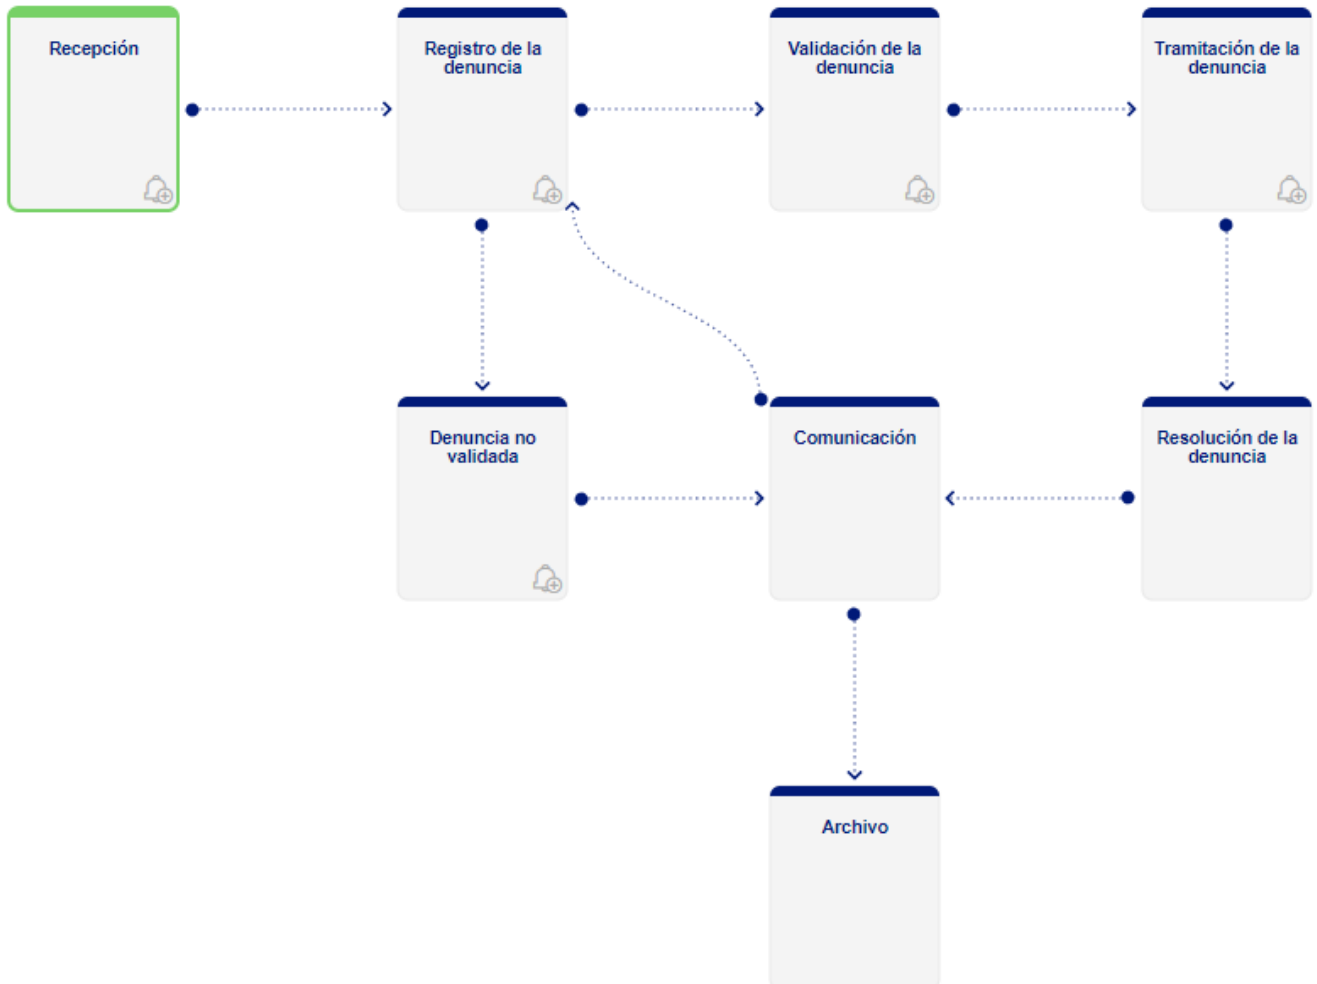 Recepción
Registro de la
denuncia
Validación de la
denuncia
Tramitación de la
denuncia
Denuncia no
validada
Comunicación
Resolución de la
denuncia
Archivo